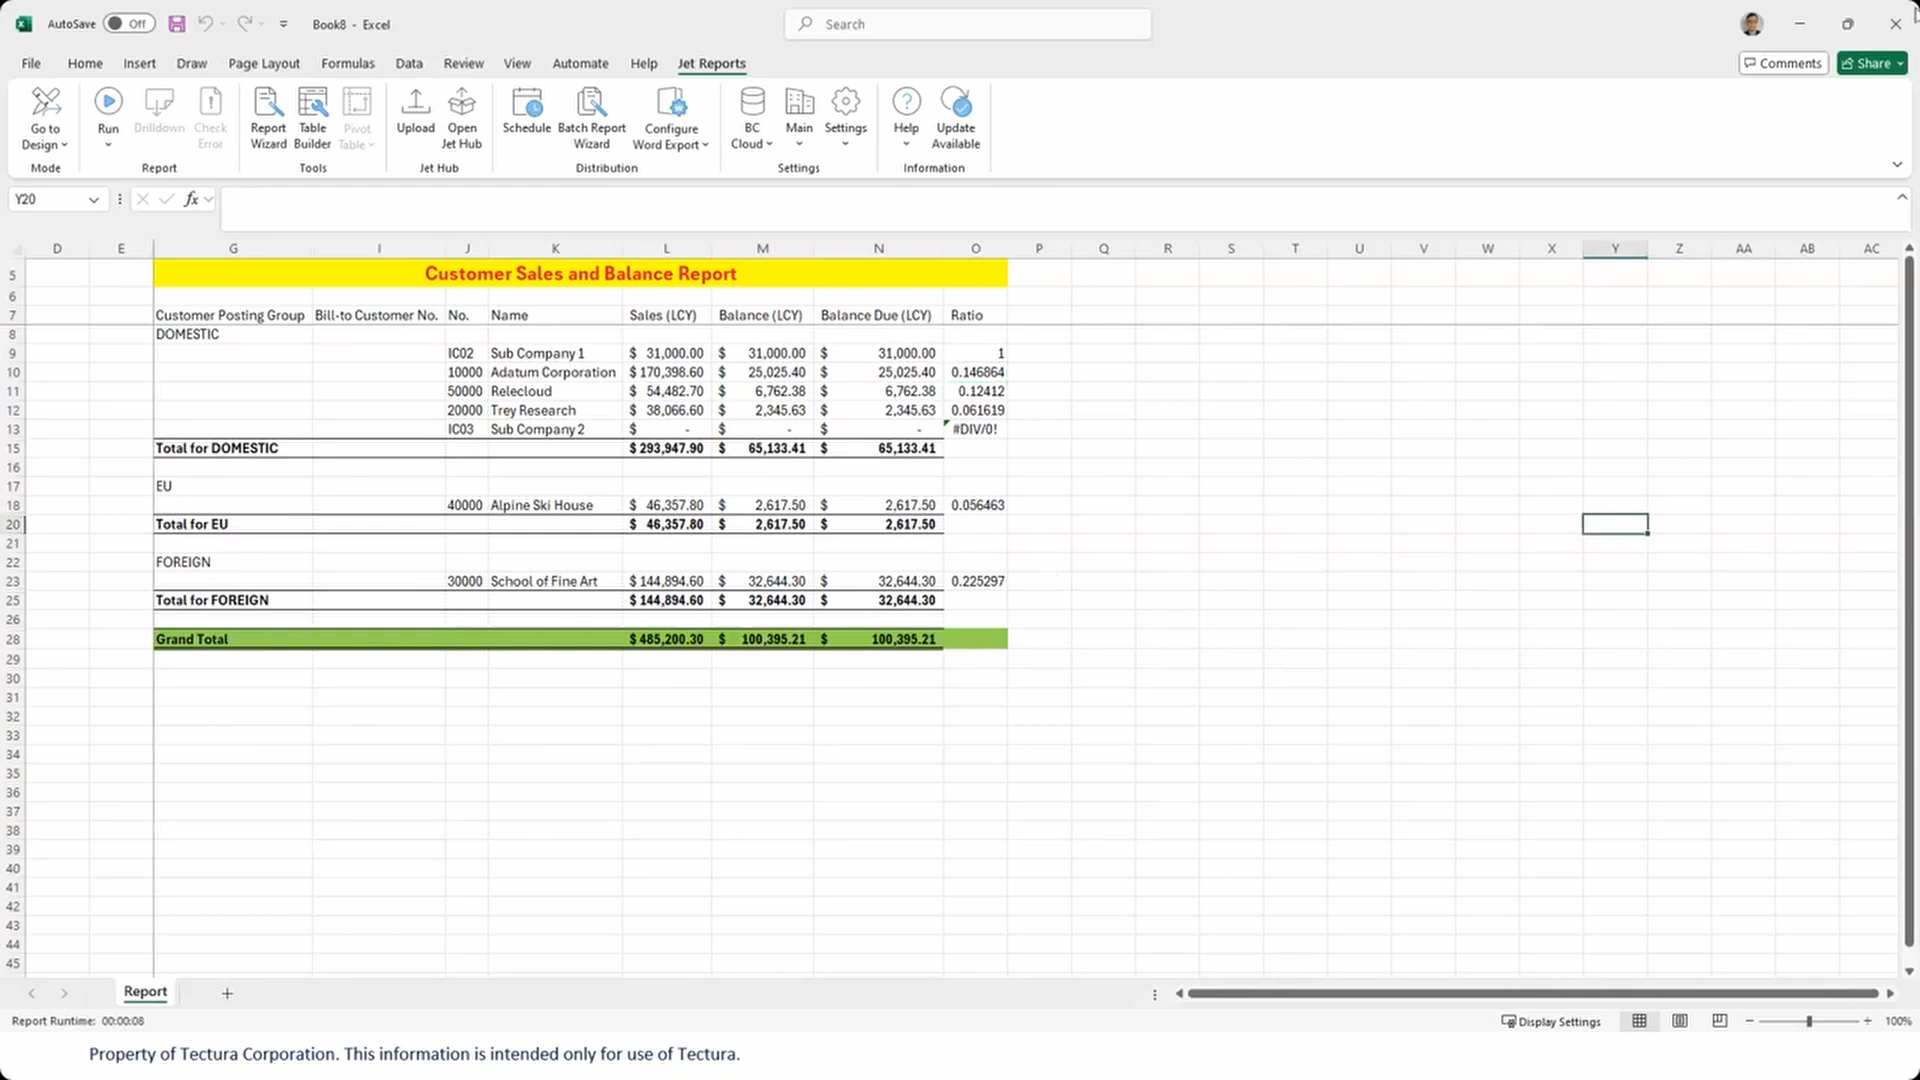 AutoSave Off Book8 - Excel Search
File Home Insert Draw Page Layout Formulas Data Review View Automate Help Jet Reports Comments Share
Go to Design Run Drilldown Check Error Report Wizard Table Builder Pivot Table Upload Open Jet Hub Schedule Batch Report Wizard Configure Word Export BC Cloud Main Settings Help Update Available
Mode Report Tools Jet Hub Distribution Settings Information
Y20 fx
D E G I J K L M N O P Q R S T U V W X Y Z AA AB AC
5 Customer Sales and Balance Report
6
7 Customer Posting Group Bill-to Customer No. No. Name Sales (LCY) Balance (LCY) Balance Due (LCY) Ratio
8 DOMESTIC
9 IC02 Sub Company 1 $ 31,000.00 $ 31,000.00 $ 31,000.00 1
10 10000 Adatum Corporation $ 170,398.60 $ 25,025.40 $ 25,025.40 0.146864
11 50000 Relecloud $ 54,482.70 $ 6,762.38 $ 6,762.38 0.12412
12 20000 Trey Research $ 38,066.60 $ 2,345.63 $ 2,345.63 0.061619
13 IC03 Sub Company 2 $ - $ - $ - #DIV/0!
15 Total for DOMESTIC $ 293,947.90 $ 65,133.41 $ 65,133.41
16
17 EU
18 40000 Alpine Ski House $ 46,357.80 $ 2,617.50 $ 2,617.50 0.056463
20 Total for EU $ 46,357.80 $ 2,617.50 $ 2,617.50
21
22 FOREIGN
23 30000 School of Fine Art $ 144,894.60 $ 32,644.30 $ 32,644.30 0.225297
25 Total for FOREIGN $ 144,894.60 $ 32,644.30 $ 32,644.30
26
28 Grand Total $ 485,200.30 $ 100,395.21 $ 100,395.21
29
30
31
32
33
34
35
36
37
38
39
40
41
42
43
44
45
Report
Report Runtime: 00:00:08 Display Settings 100%
Property of Tectura Corporation. This information is intended only for use of Tectura.